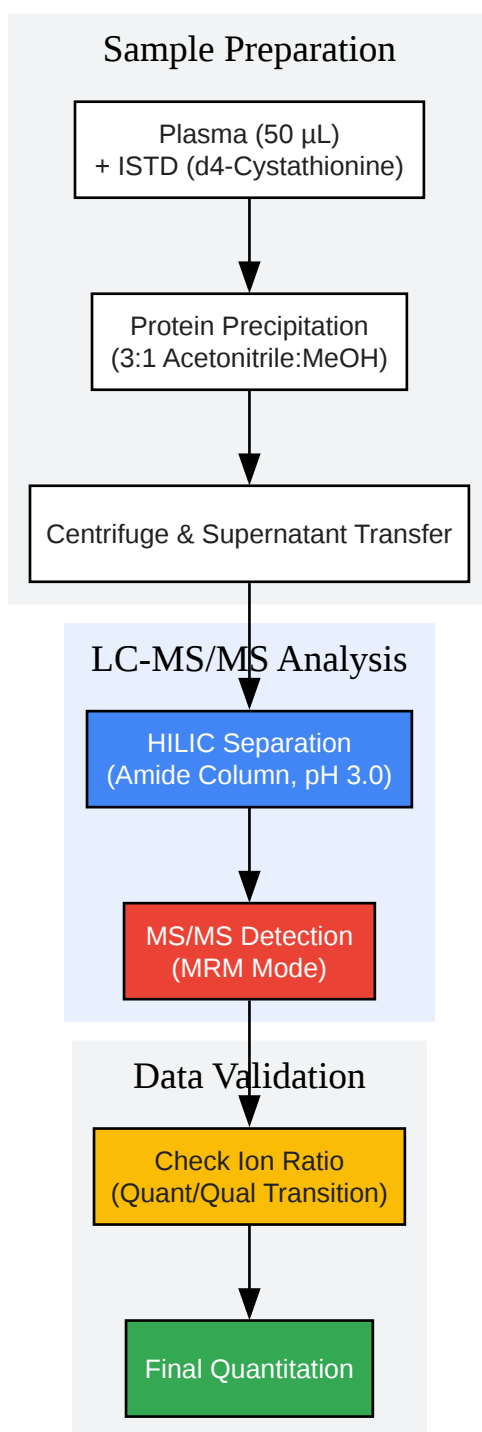 Sample Preparation
Plasma (50 µL)
+ ISTD (d4-Cystathionine)
Protein Precipitation
(3:1 Acetonitrile:MeOH)
Centrifuge & Supernatant Transfer
LC-MS/MS Analysis
HILIC Separation
(Amide Column, pH 3.0)
MS/MS Detection
(MRM Mode)
Data Validation
Check Ion Ratio
(Quant/Qual Transition)
Final Quantitation